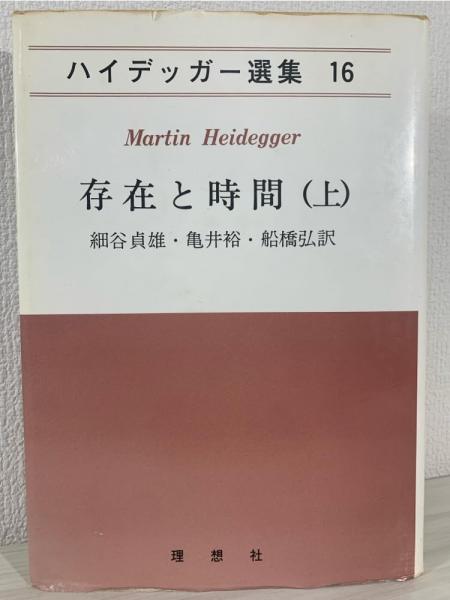 ハイデッガー選集 16
Martin Heidegger
存在と時間(上)
細谷貞雄・亀井裕・船橋弘訳
理想社